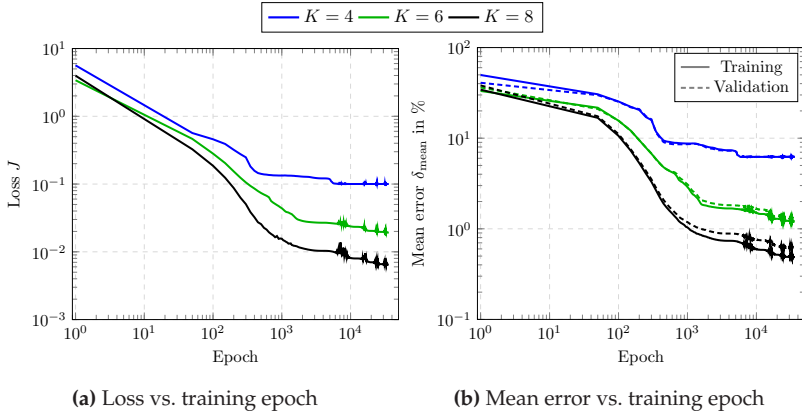 K = 4 K = 6 K = 8
10^1
10^0
10^−1
10^−2
10^−3
Loss J
10^0 10^1 10^2 10^3 10^4
Epoch
(a) Loss vs. training epoch
10^2
10^1
10^0
10^−1
Mean error δ_mean in %
Training
Validation
10^0 10^1 10^2 10^3 10^4
Epoch
(b) Mean error vs. training epoch